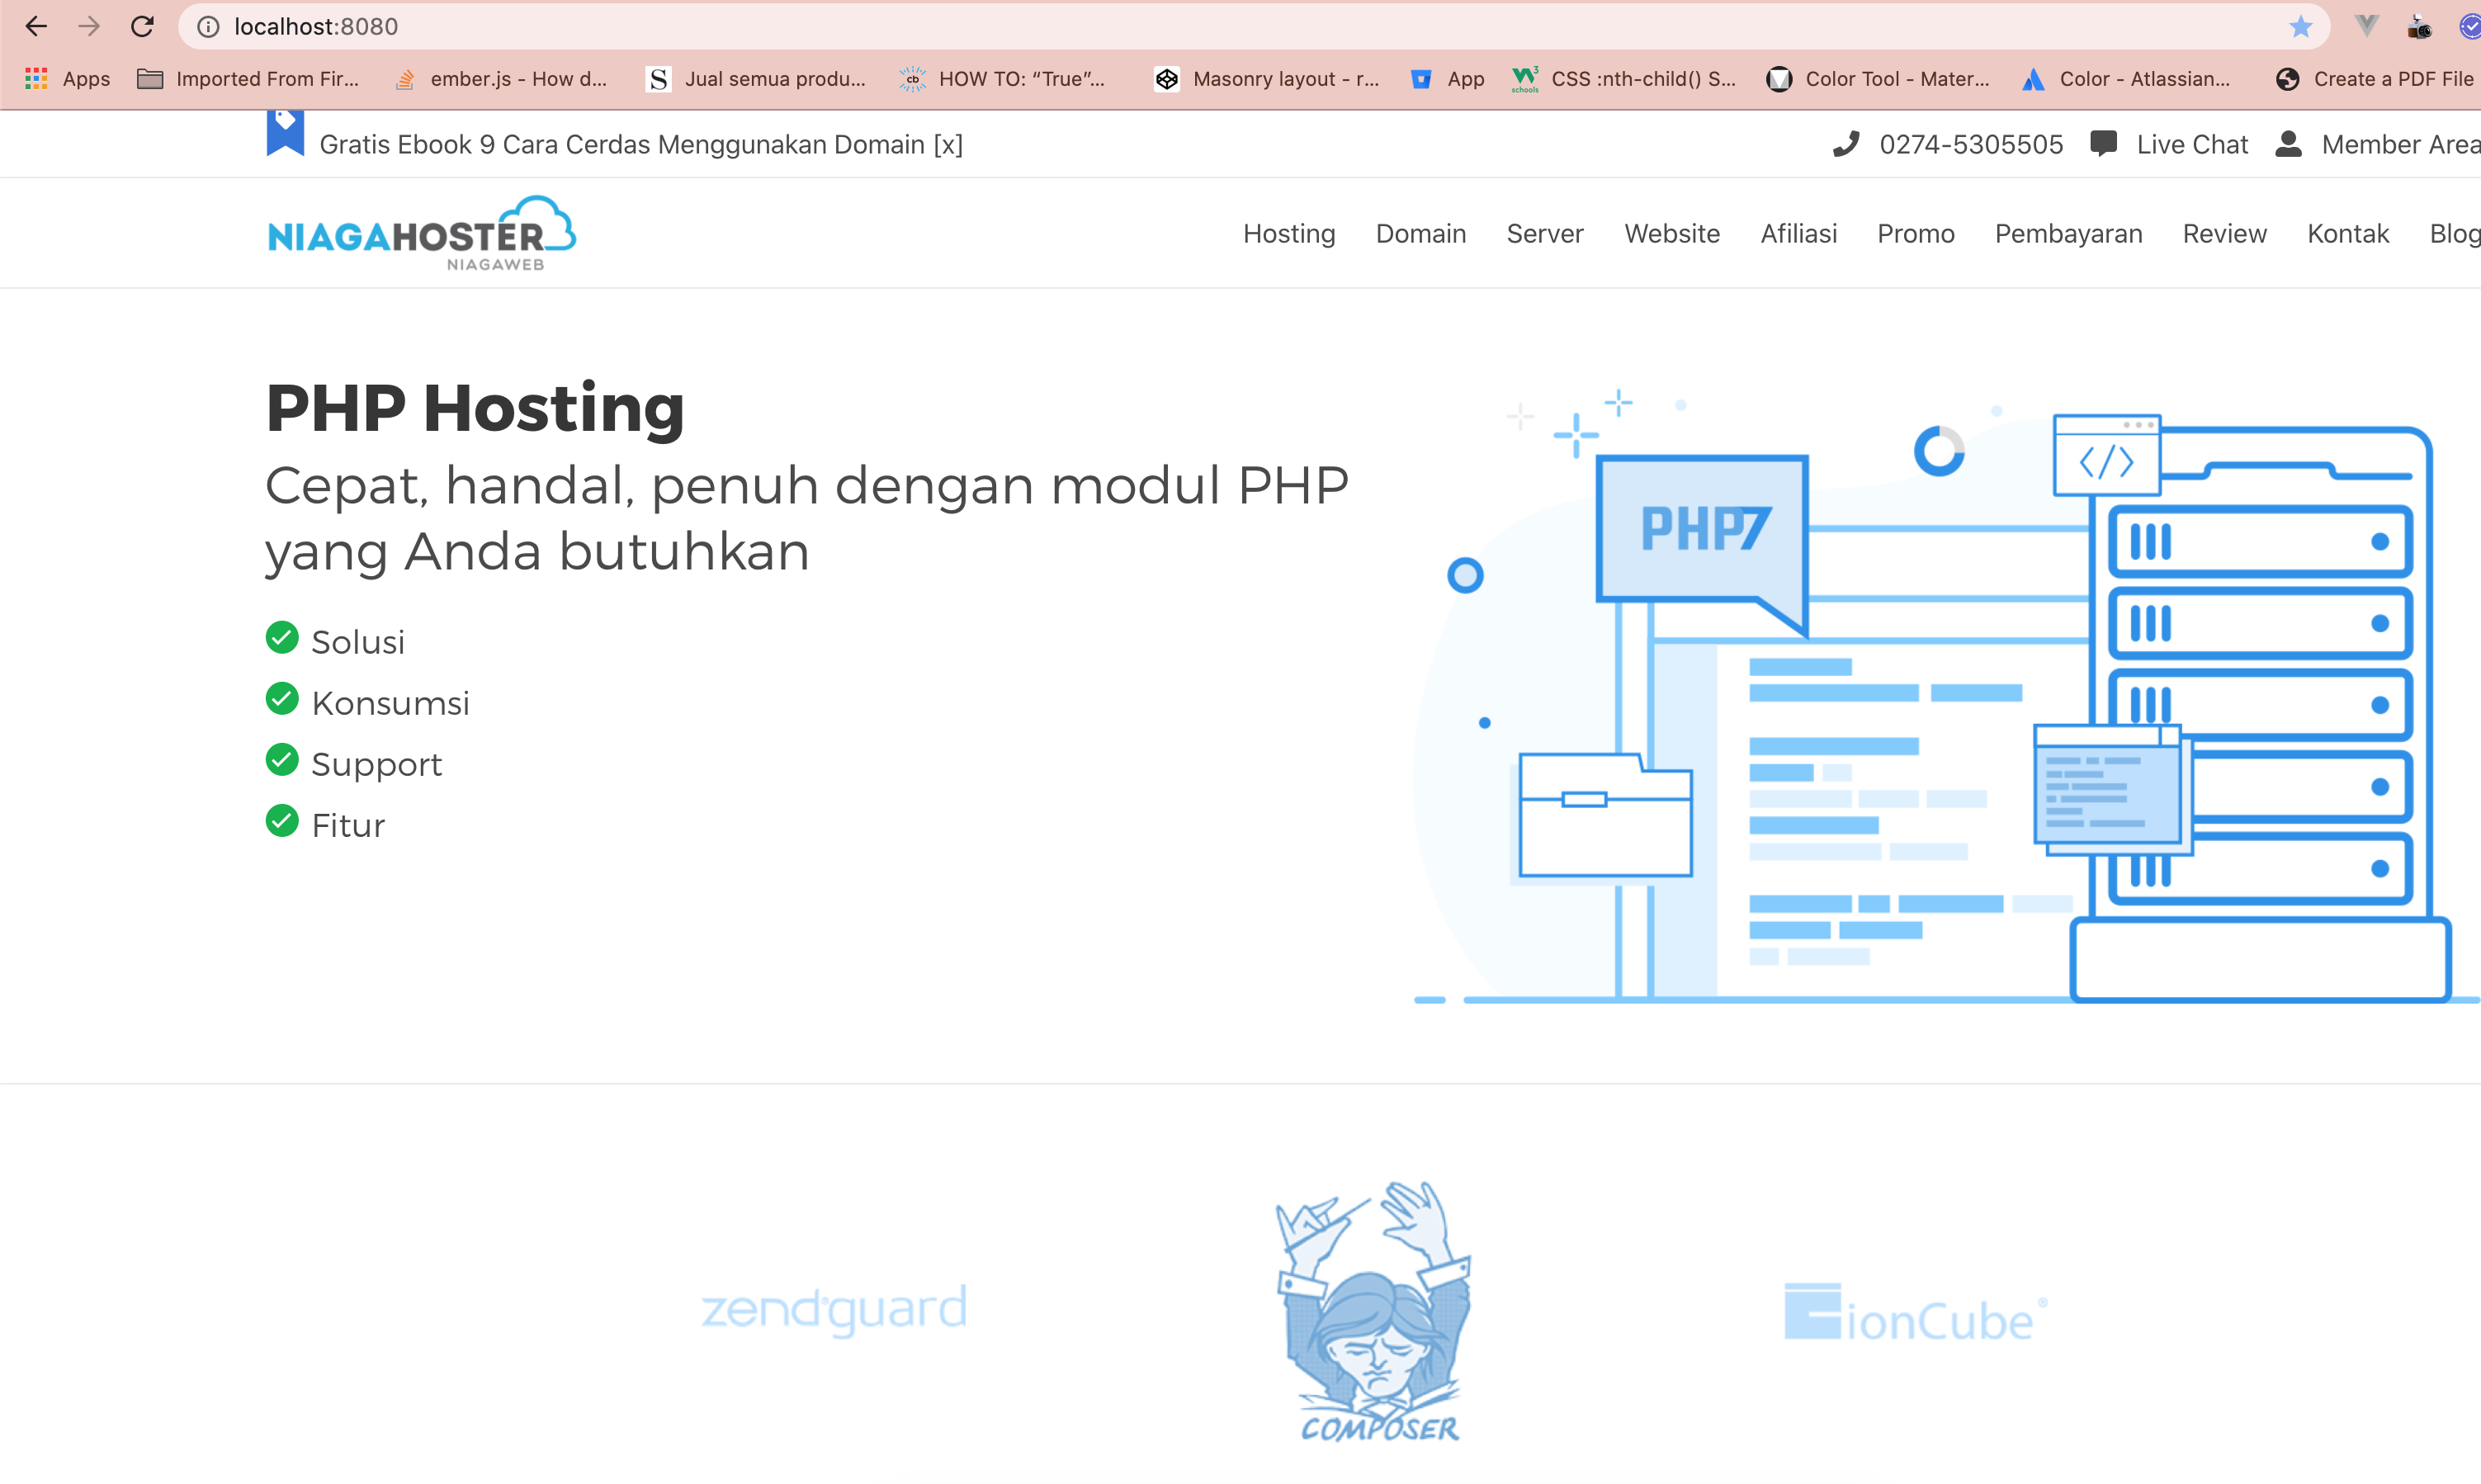 localhost:8080
Apps Imported From Fir... ember.js - How d... Jual semua produ... HOW TO: “True”... Masonry layout - r... App CSS :nth-child() S... Color Tool - Mater... Color - Atlassian... Create a PDF File
Gratis Ebook 9 Cara Cerdas Menggunakan Domain [x] 0274-5305505 Live Chat Member Area
NIAGAHOSTER
NIAGAWEB
Hosting Domain Server Website Afiliasi Promo Pembayaran Review Kontak Blog
PHP Hosting
Cepat, handal, penuh dengan modul PHP
yang Anda butuhkan
Solusi
Konsumsi
Support
Fitur
</>
PHP7
zend guard
COMPOSER
ionCube®